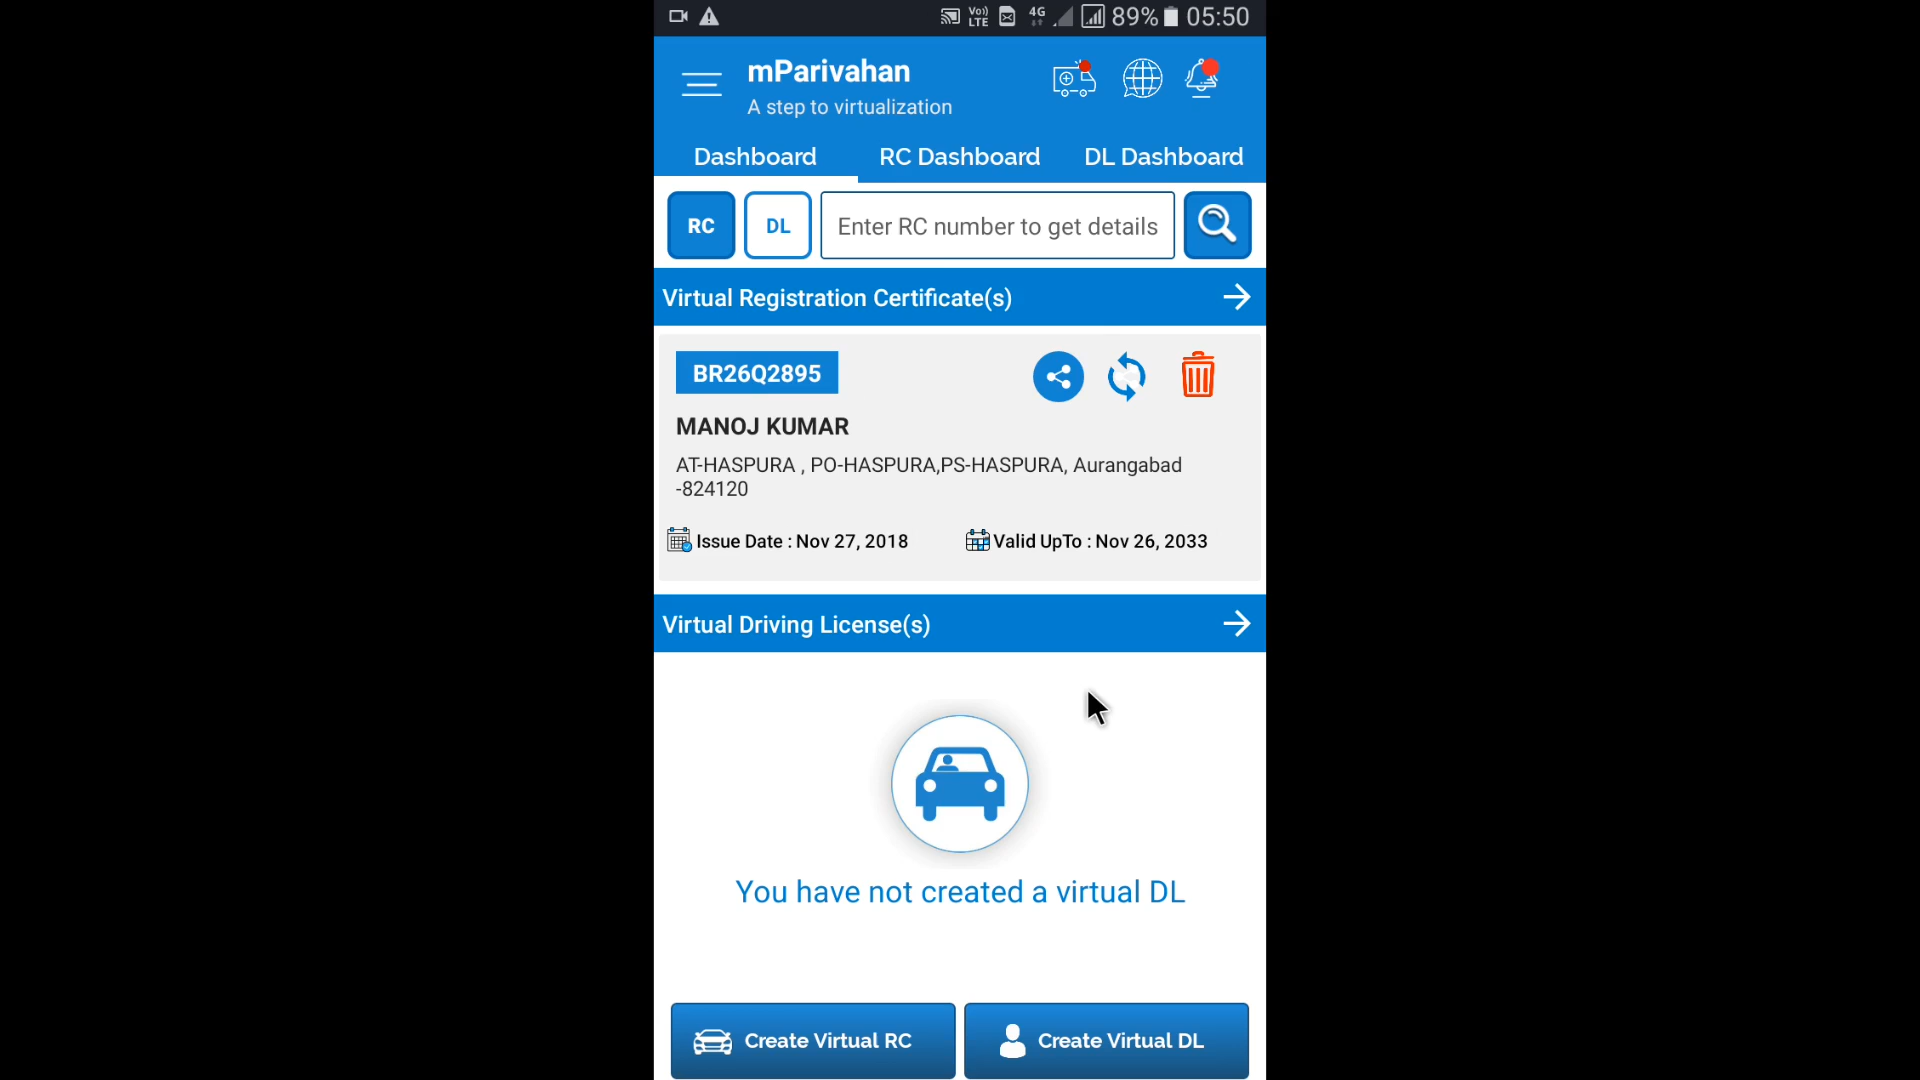 Vo))
LTE
4G
89%
05:50
mParivahan
A step to virtualization
Dashboard
RC Dashboard
DL Dashboard
RC
DL
Enter RC number to get details
Virtual Registration Certificate(s)
BR26Q2895
MANOJ KUMAR
AT-HASPURA , PO-HASPURA,PS-HASPURA, Aurangabad
-824120
Issue Date : Nov 27, 2018
Valid UpTo : Nov 26, 2033
Virtual Driving License(s)
You have not created a virtual DL
Create Virtual RC
Create Virtual DL